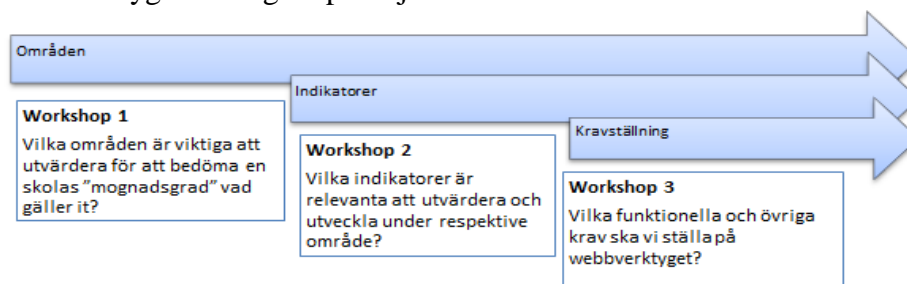 Områden
Indikatorer
Kravställning
Workshop 1
Vilka områden är viktiga att
utvärdera för att bedöma en
skolas ”mognadsgrad” vad
gäller it?
Workshop 2
Vilka indikatorer är
relevanta att utvärdera och
utveckla under respektive
område?
Workshop 3
Vilka funktionella och övriga
krav ska vi ställa på
webbverktyget?